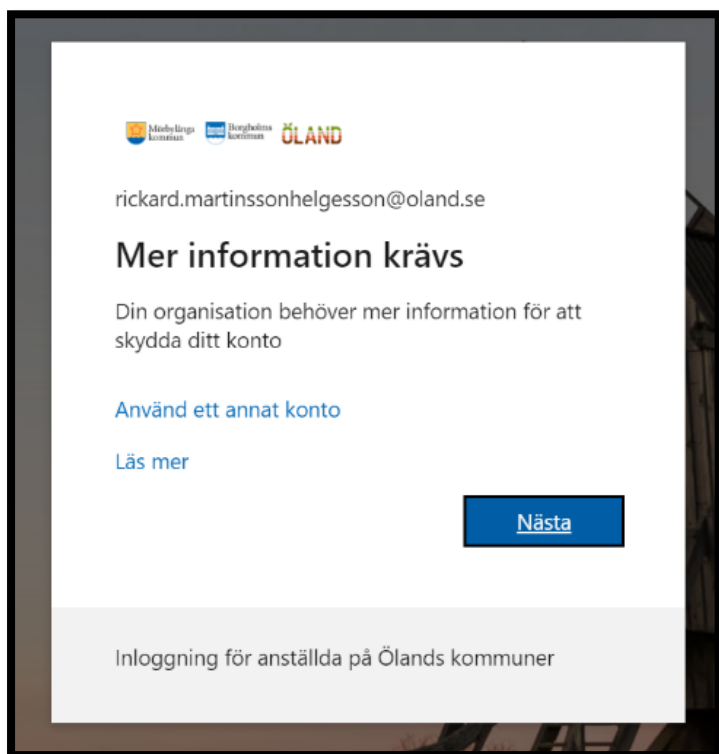 Mörbylånga kommun
Borgholms kommun
ÖLAND
rickard.martinssonhelgesson@oland.se
Mer information krävs
Din organisation behöver mer information för att
skydda ditt konto
Använd ett annat konto
Läs mer
Nästa
Inloggning för anställda på Ölands kommuner